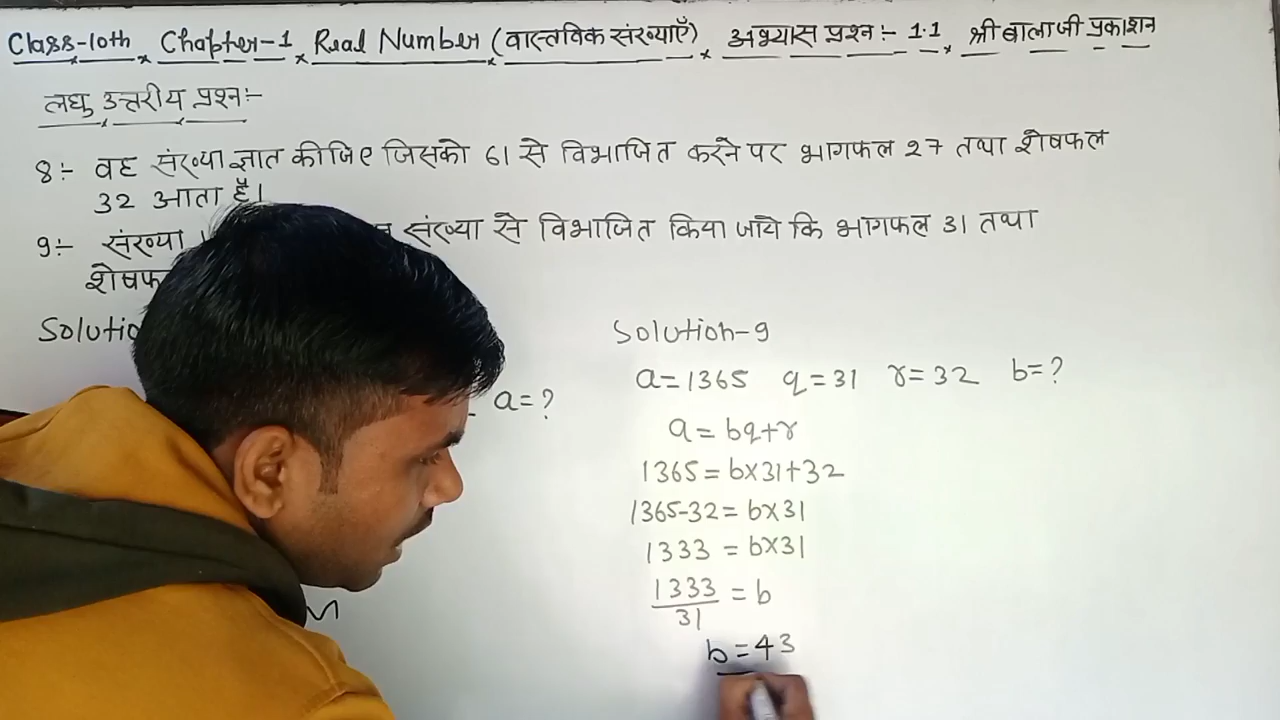 Class-10th, Chapter-1, Real Number (वास्तविक संख्याएँ), अभ्यास प्रश्न:- 1.1, श्री बालाजी प्रकाशन
लघु उत्तरीय प्रश्न:-
8:- वह संख्या ज्ञात कीजिए जिसको 61 से विभाजित करने पर भागफल 27 तथा शेषफल
32 आता है।
9:- संख्या संख्या से विभाजित किया जाये कि भागफल 31 तथा
Solution-9
a=1365 q=31 r=32 b=?
a=?
a=bq+r
1365=b×31+32
1365-32=b×31
1333=b×31
1333/31=b
b=43